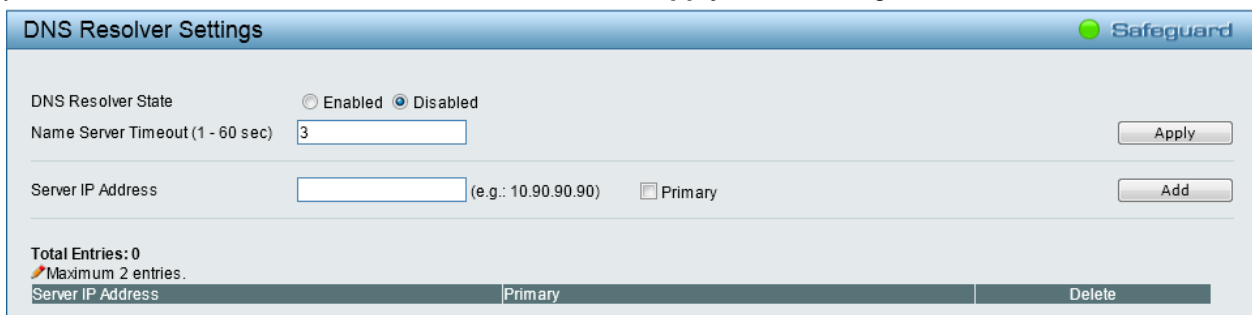 DNS Resolver Settings
Safeguard
DNS Resolver State Enabled Disabled
Name Server Timeout (1 - 60 sec) 3 Apply
Server IP Address (e.g.: 10.90.90.90) Primary Add
Total Entries: 0
Maximum 2 entries.
Server IP Address Primary Delete